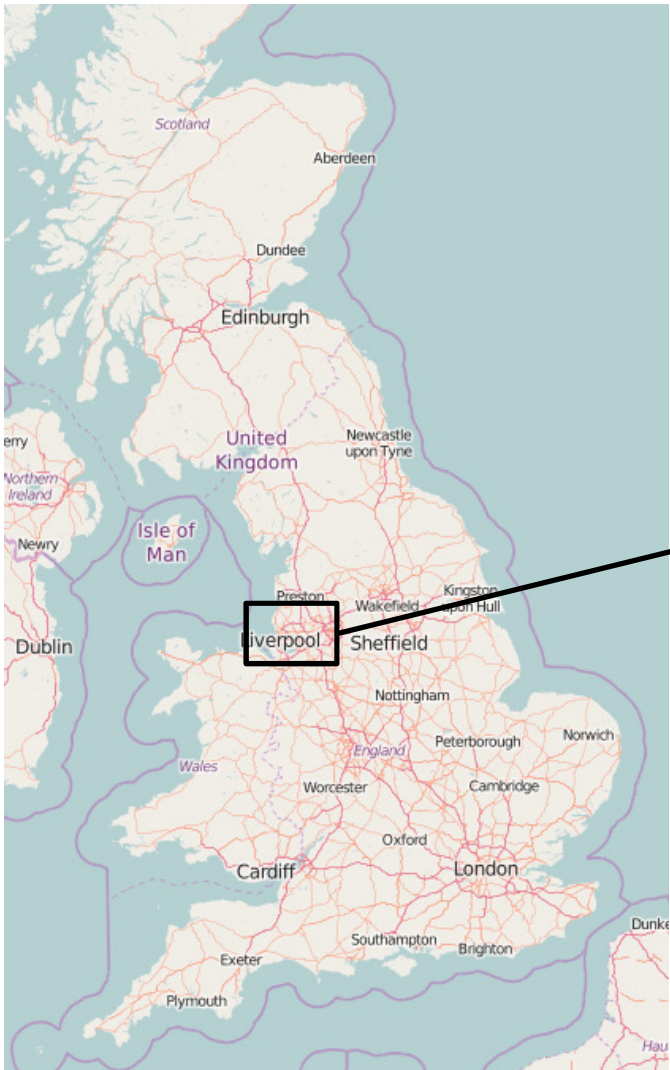 Scotland
Aberdeen
Dundee
Edinburgh
United
Kingdom
Newcastle
upon Tyne
erry
Northern
Ireland
Isle of
Man
Newry
Preston
Wakefield
Kingston
upon Hull
Liverpool
Sheffield
Dublin
Nottingham
Norwich
Peterborough
England
Wales
Worcester
Cambridge
Oxford
Cardiff
London
Dunke
Southampton
Brighton
Exeter
Plymouth
Hau